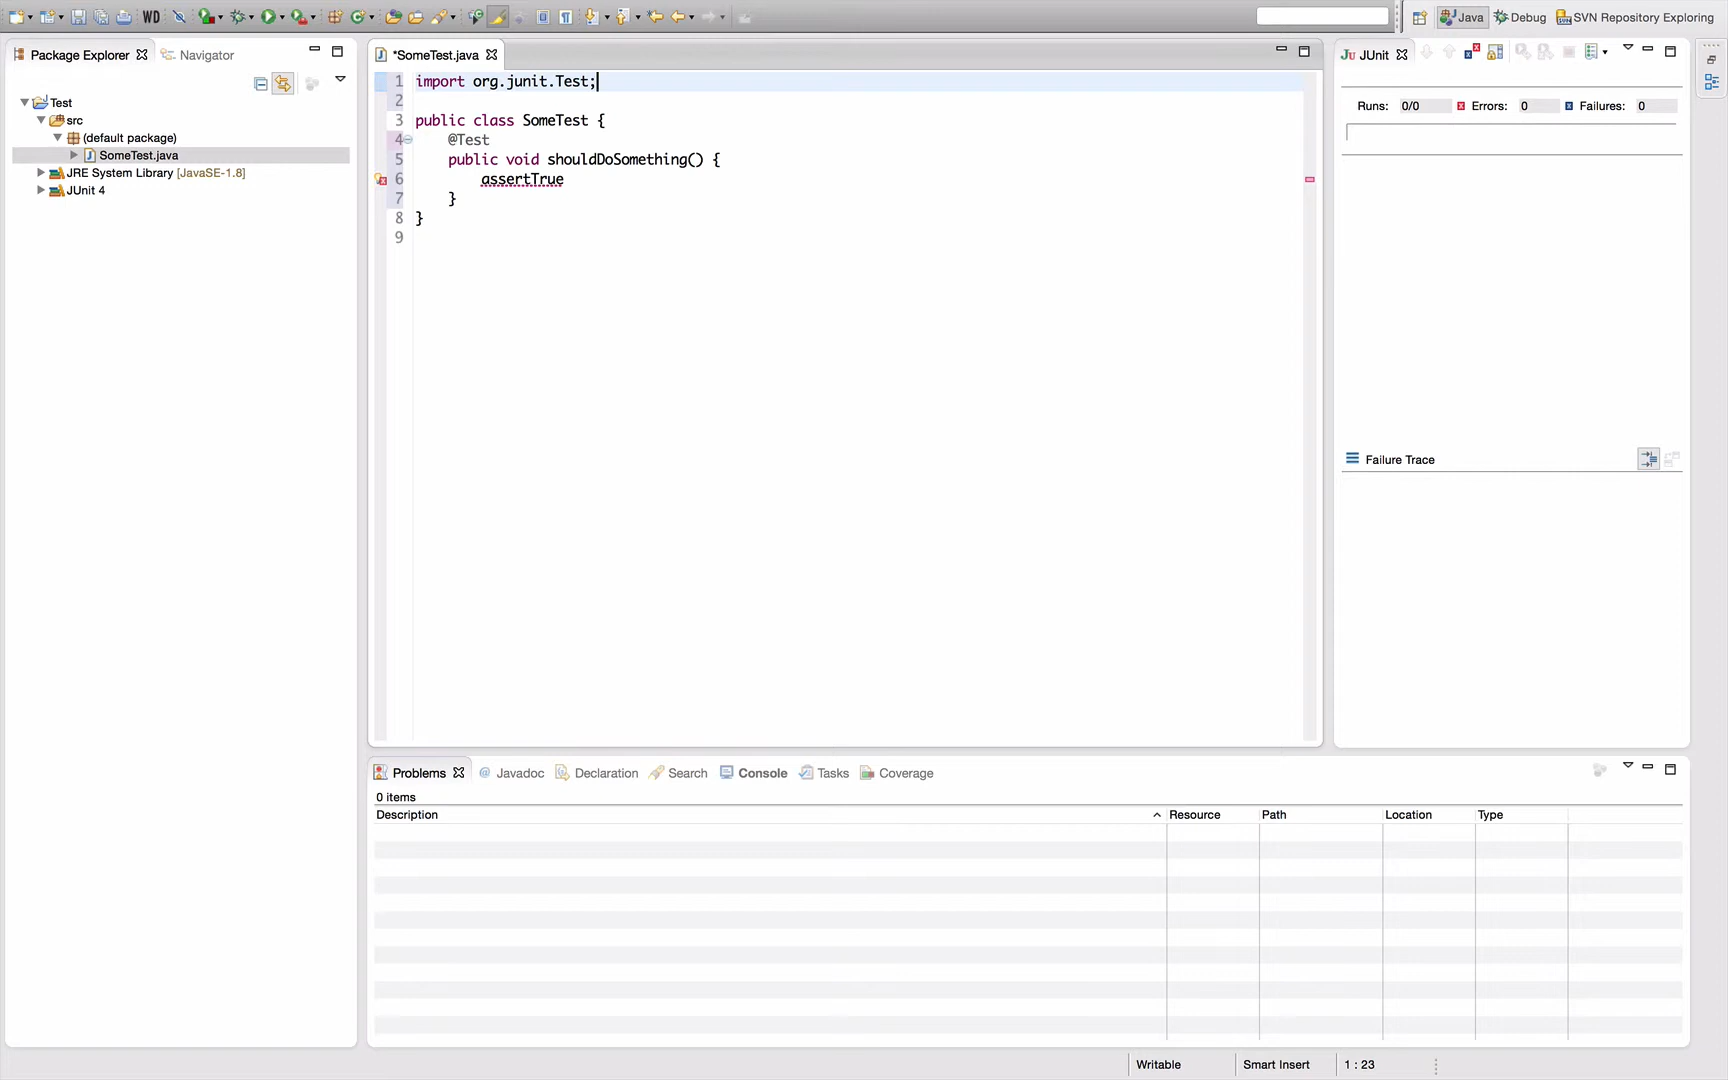 WD
Java
Debug
SVN Repository Exploring
Package Explorer
Navigator
Test
src
(default package)
SomeTest.java
JRE System Library [JavaSE-1.8]
JUnit 4
*SomeTest.java
1 import org.junit.Test;
2
3 public class SomeTest {
4 @Test
5 public void shouldDoSomething() {
6 assertTrue
7 }
8 }
9
Ju JUnit
Runs: 0/0 Errors: 0 Failures: 0
Failure Trace
Problems @ Javadoc Declaration Search Console Tasks Coverage
0 items
Description Resource Path Location Type
Writable Smart Insert 1 : 23